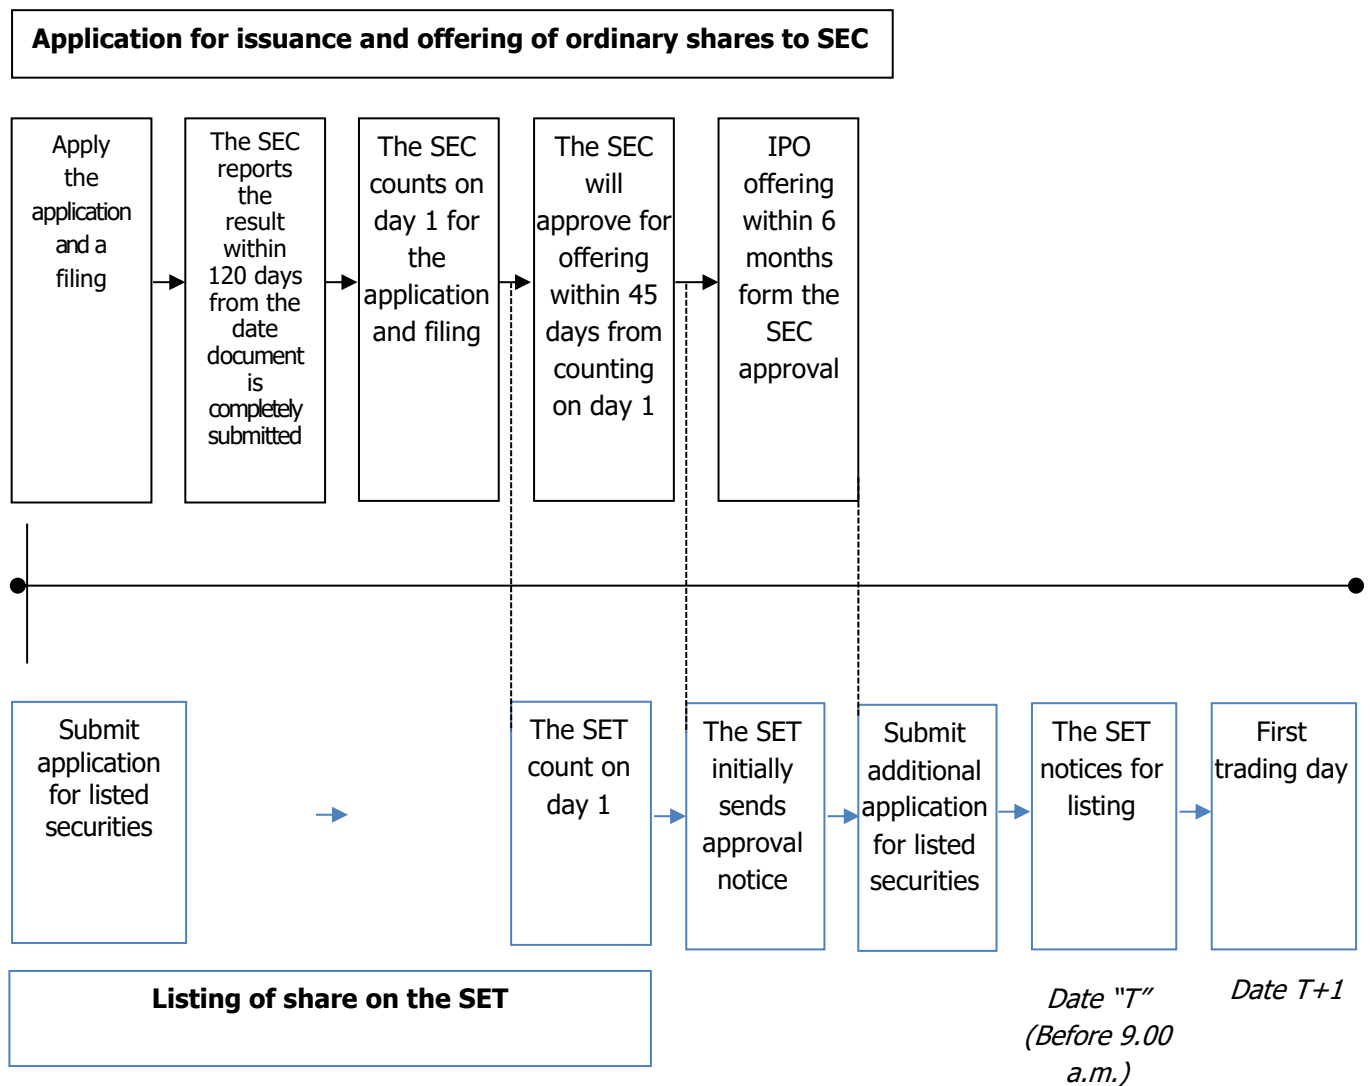 Application for issuance and offering of ordinary shares to SEC
Apply
the
application
and a
filing
The SEC
reports
the
result
within
120 days
from the
date
document
is
completely
submitted
The SEC
counts on
day 1 for
the
application
and filing
The SEC
will
approve for
offering
within 45
days from
counting
on day 1
IPO
offering
within 6
months
form the
SEC
approval
Submit
application
for listed
securities
The SET
count on
day 1
The SET
initially
sends
approval
notice
Submit
additional
application
for listed
securities
The SET
notices for
listing
First
trading day
Listing of share on the SET
Date “T”
(Before 9.00
a.m.)
Date T+1